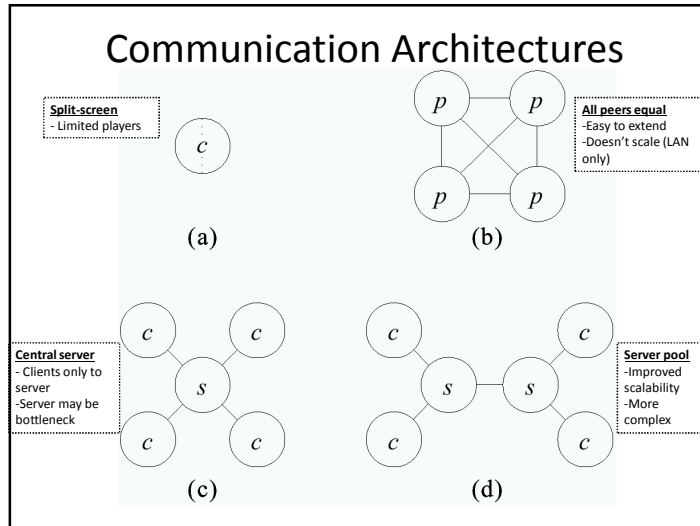 Communication Architectures
Split-screen
- Limited players
c
(a)
p p
p p
(b)
All peers equal
-Easy to extend
-Doesn't scale (LAN
only)
Central server
- Clients only to
server
-Server may be
bottleneck
c c
s
c c
(c)
c c
s s
c c
(d)
Server pool
-Improved
scalability
-More
complex